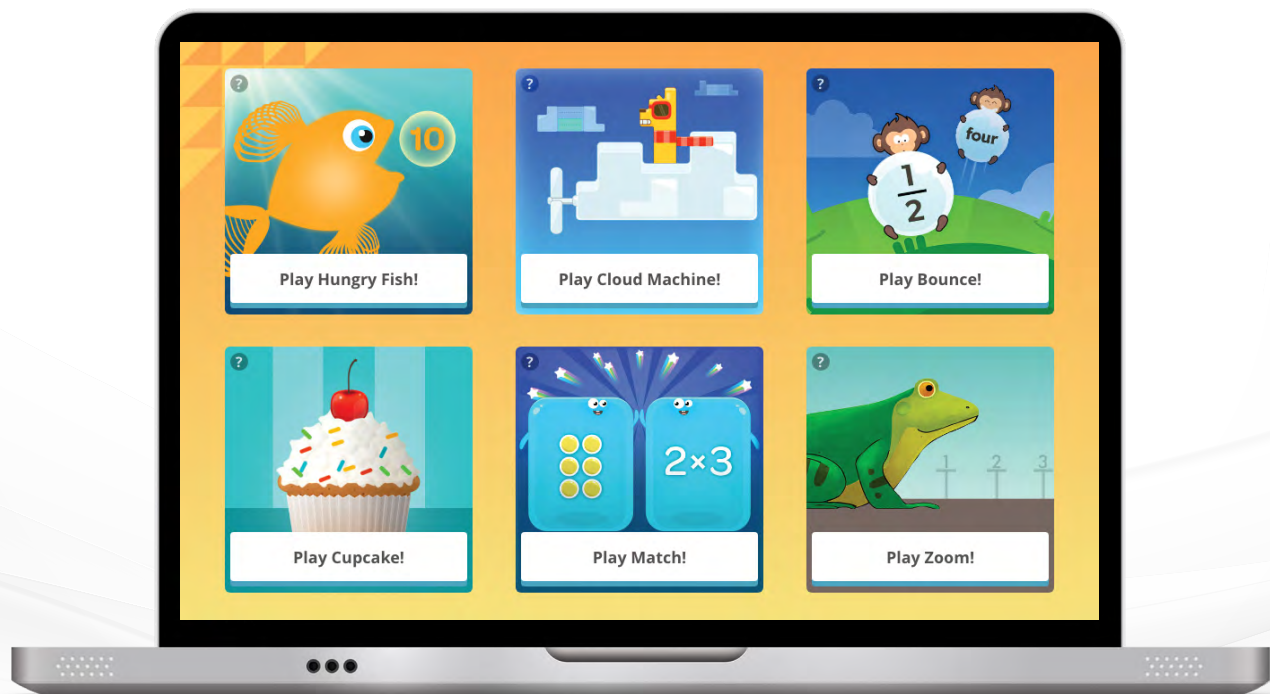 ?
10
Play Hungry Fish!
?
Play Cloud Machine!
?
1
2
four
Play Bounce!
?
Play Cupcake!
?
2×3
Play Match!
?
1 2 3
Play Zoom!